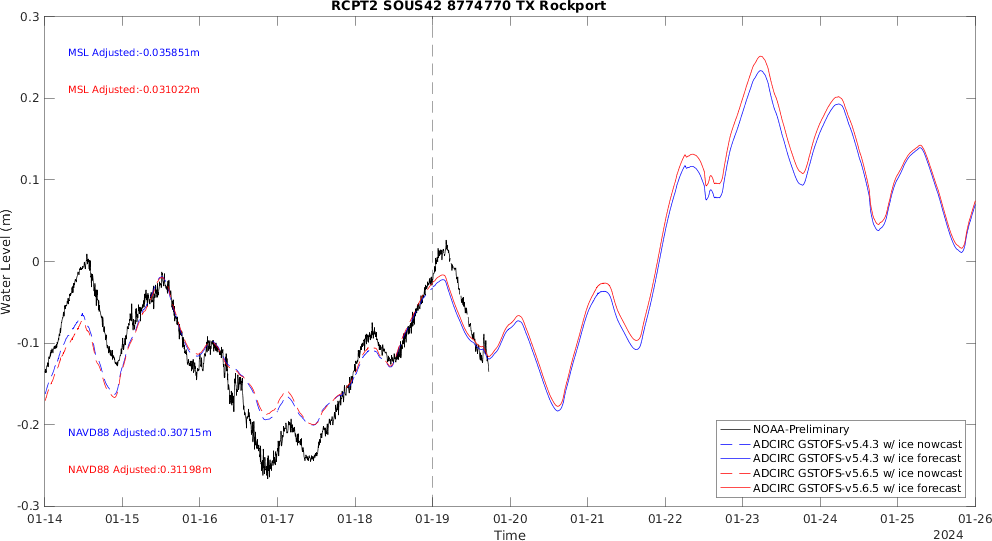 RCPT2 SOUS42 8774770 TX Rockport
0.3
0.2
0.1
0
-0.1
-0.2
-0.3
Water Level (m)
MSL Adjusted:-0.035851m
MSL Adjusted:-0.031022m
NAVD88 Adjusted:0.30715m
NAVD88 Adjusted:0.31198m
NOAA-Preliminary
ADCIRC GSTOFS-v5.4.3 w/ ice nowcast
ADCIRC GSTOFS-v5.4.3 w/ ice forecast
ADCIRC GSTOFS-v5.6.5 w/ ice nowcast
ADCIRC GSTOFS-v5.6.5 w/ ice forecast
01-14 01-15 01-16 01-17 01-18 01-19 01-20 01-21 01-22 01-23 01-24 01-25 01-26
Time
2024